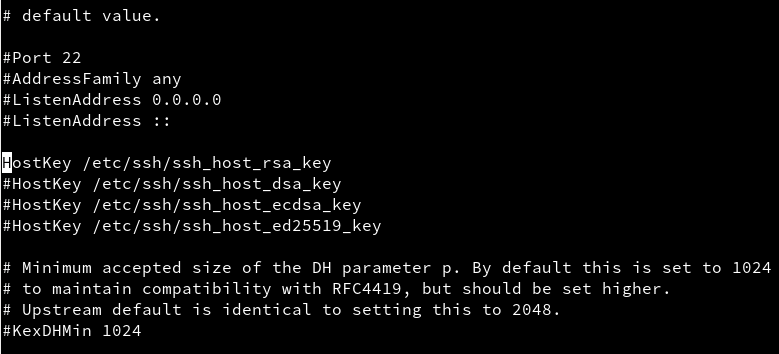 # default value.
#Port 22
#AddressFamily any
#ListenAddress 0.0.0.0
#ListenAddress ::
HostKey /etc/ssh/ssh_host_rsa_key
#HostKey /etc/ssh/ssh_host_dsa_key
#HostKey /etc/ssh/ssh_host_ecdsa_key
#HostKey /etc/ssh/ssh_host_ed25519_key
# Minimum accepted size of the DH parameter p. By default this is set to 1024
# to maintain compatibility with RFC4419, but should be set higher.
# Upstream default is identical to setting this to 2048.
#KexDHMin 1024